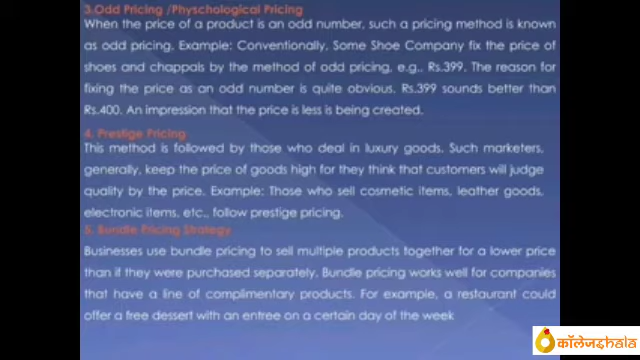 3.Odd Pricing /Physchological Pricing
When the price of a product is an odd number, such a pricing method is known
as odd pricing. Example: Conventionally, Some Shoe Company fix the price of
shoes and chappals by the method of odd pricing, e.g., Rs.399. The reason for
fixing the price as an odd number is quite obvious. Rs.399 sounds better than
Rs.400. An impression that the price is less is being created.
4. Prestige Pricing
This method is followed by those who deal in luxury goods. Such marketers,
generally, keep the price of goods high for they think that customers will judge
quality by the price. Example: Those who sell cosmetic items, leather goods,
electronic items, etc., follow prestige pricing.
5. Bundle Pricing Strategy
Businesses use bundle pricing to sell multiple products together for a lower price
than if they were purchased separately. Bundle pricing works well for companies
that have a line of complimentary products. For example, a restaurant could
offer a free dessert with an entree on a certain day of the week
कॉलेजshala